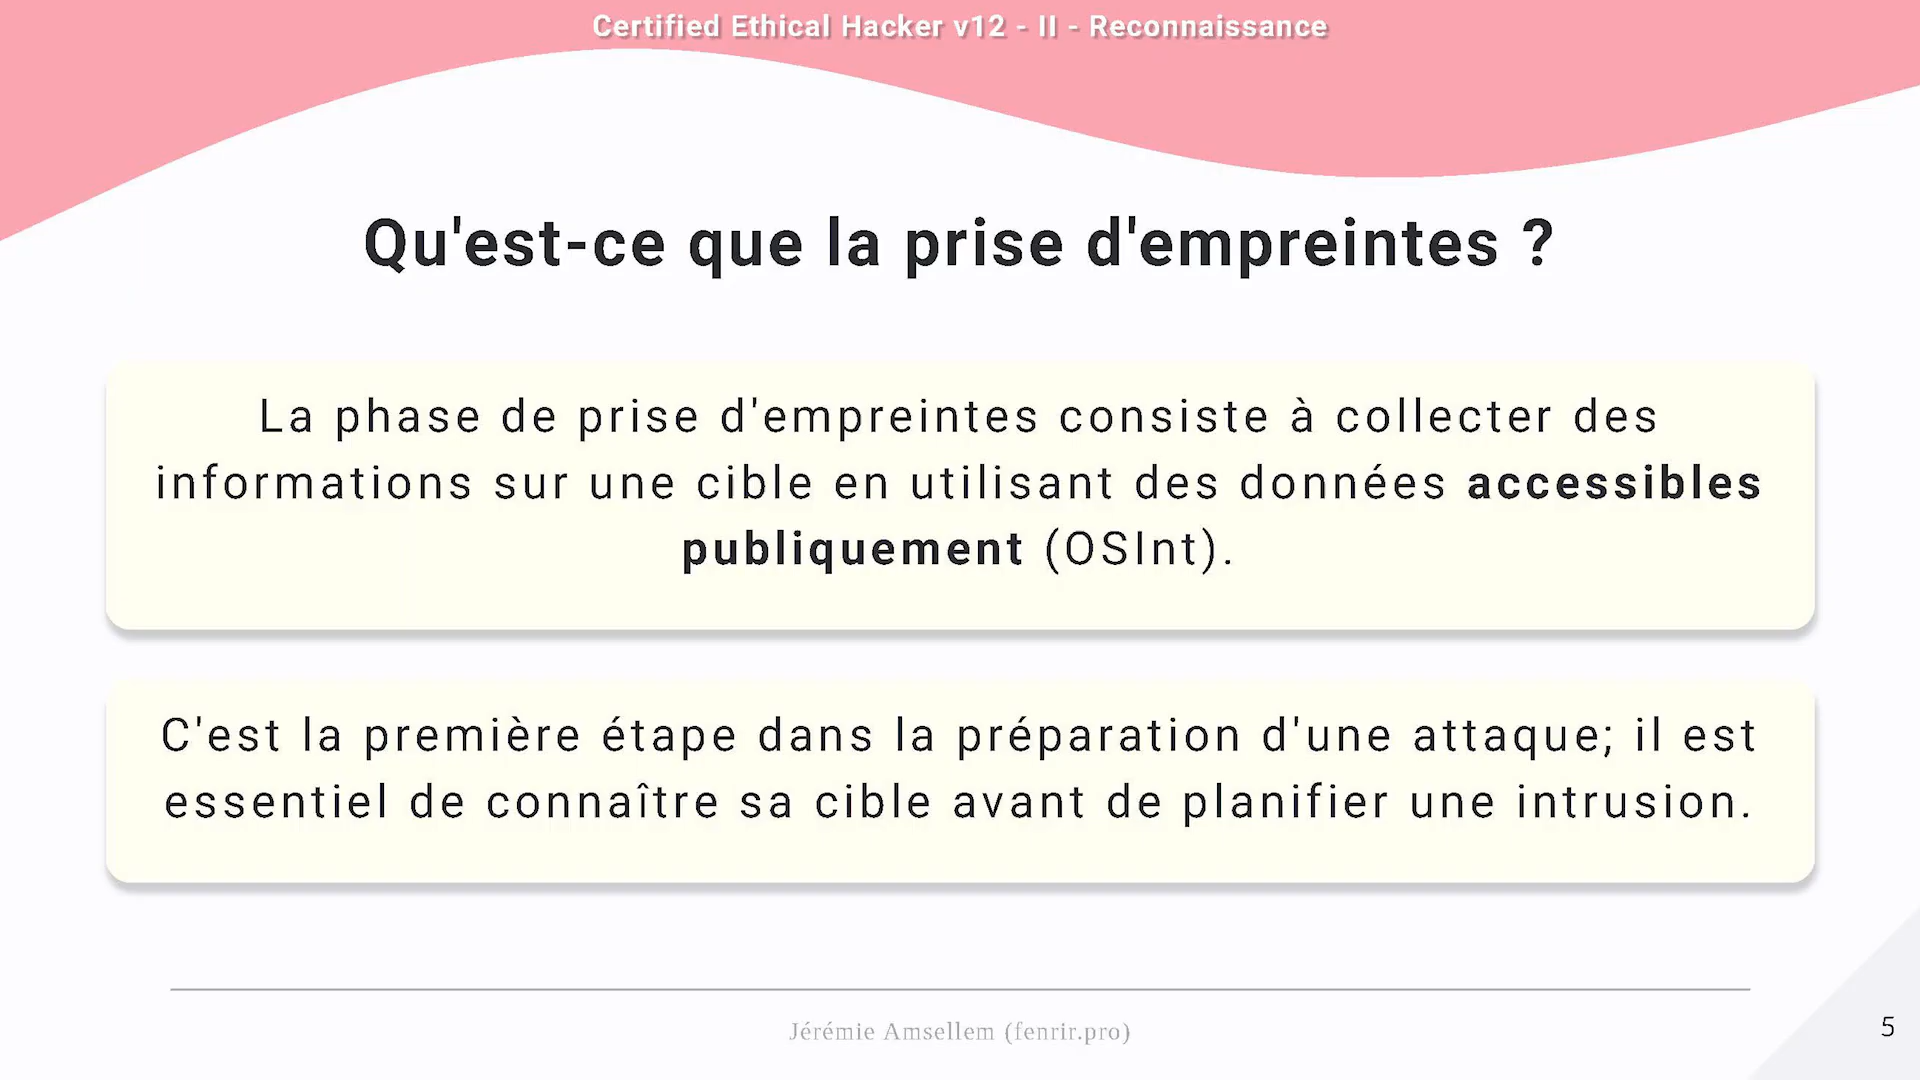 Certified Ethical Hacker v12 - II - Reconnaissance
Qu'est-ce que la prise d'empreintes ?
La phase de prise d'empreintes consiste à collecter des
informations sur une cible en utilisant des données accessibles
publiquement (OSInt).
C'est la première étape dans la préparation d'une attaque; il est
essentiel de connaître sa cible avant de planifier une intrusion.
Jérémie Amsellem (fenrir.pro)
5